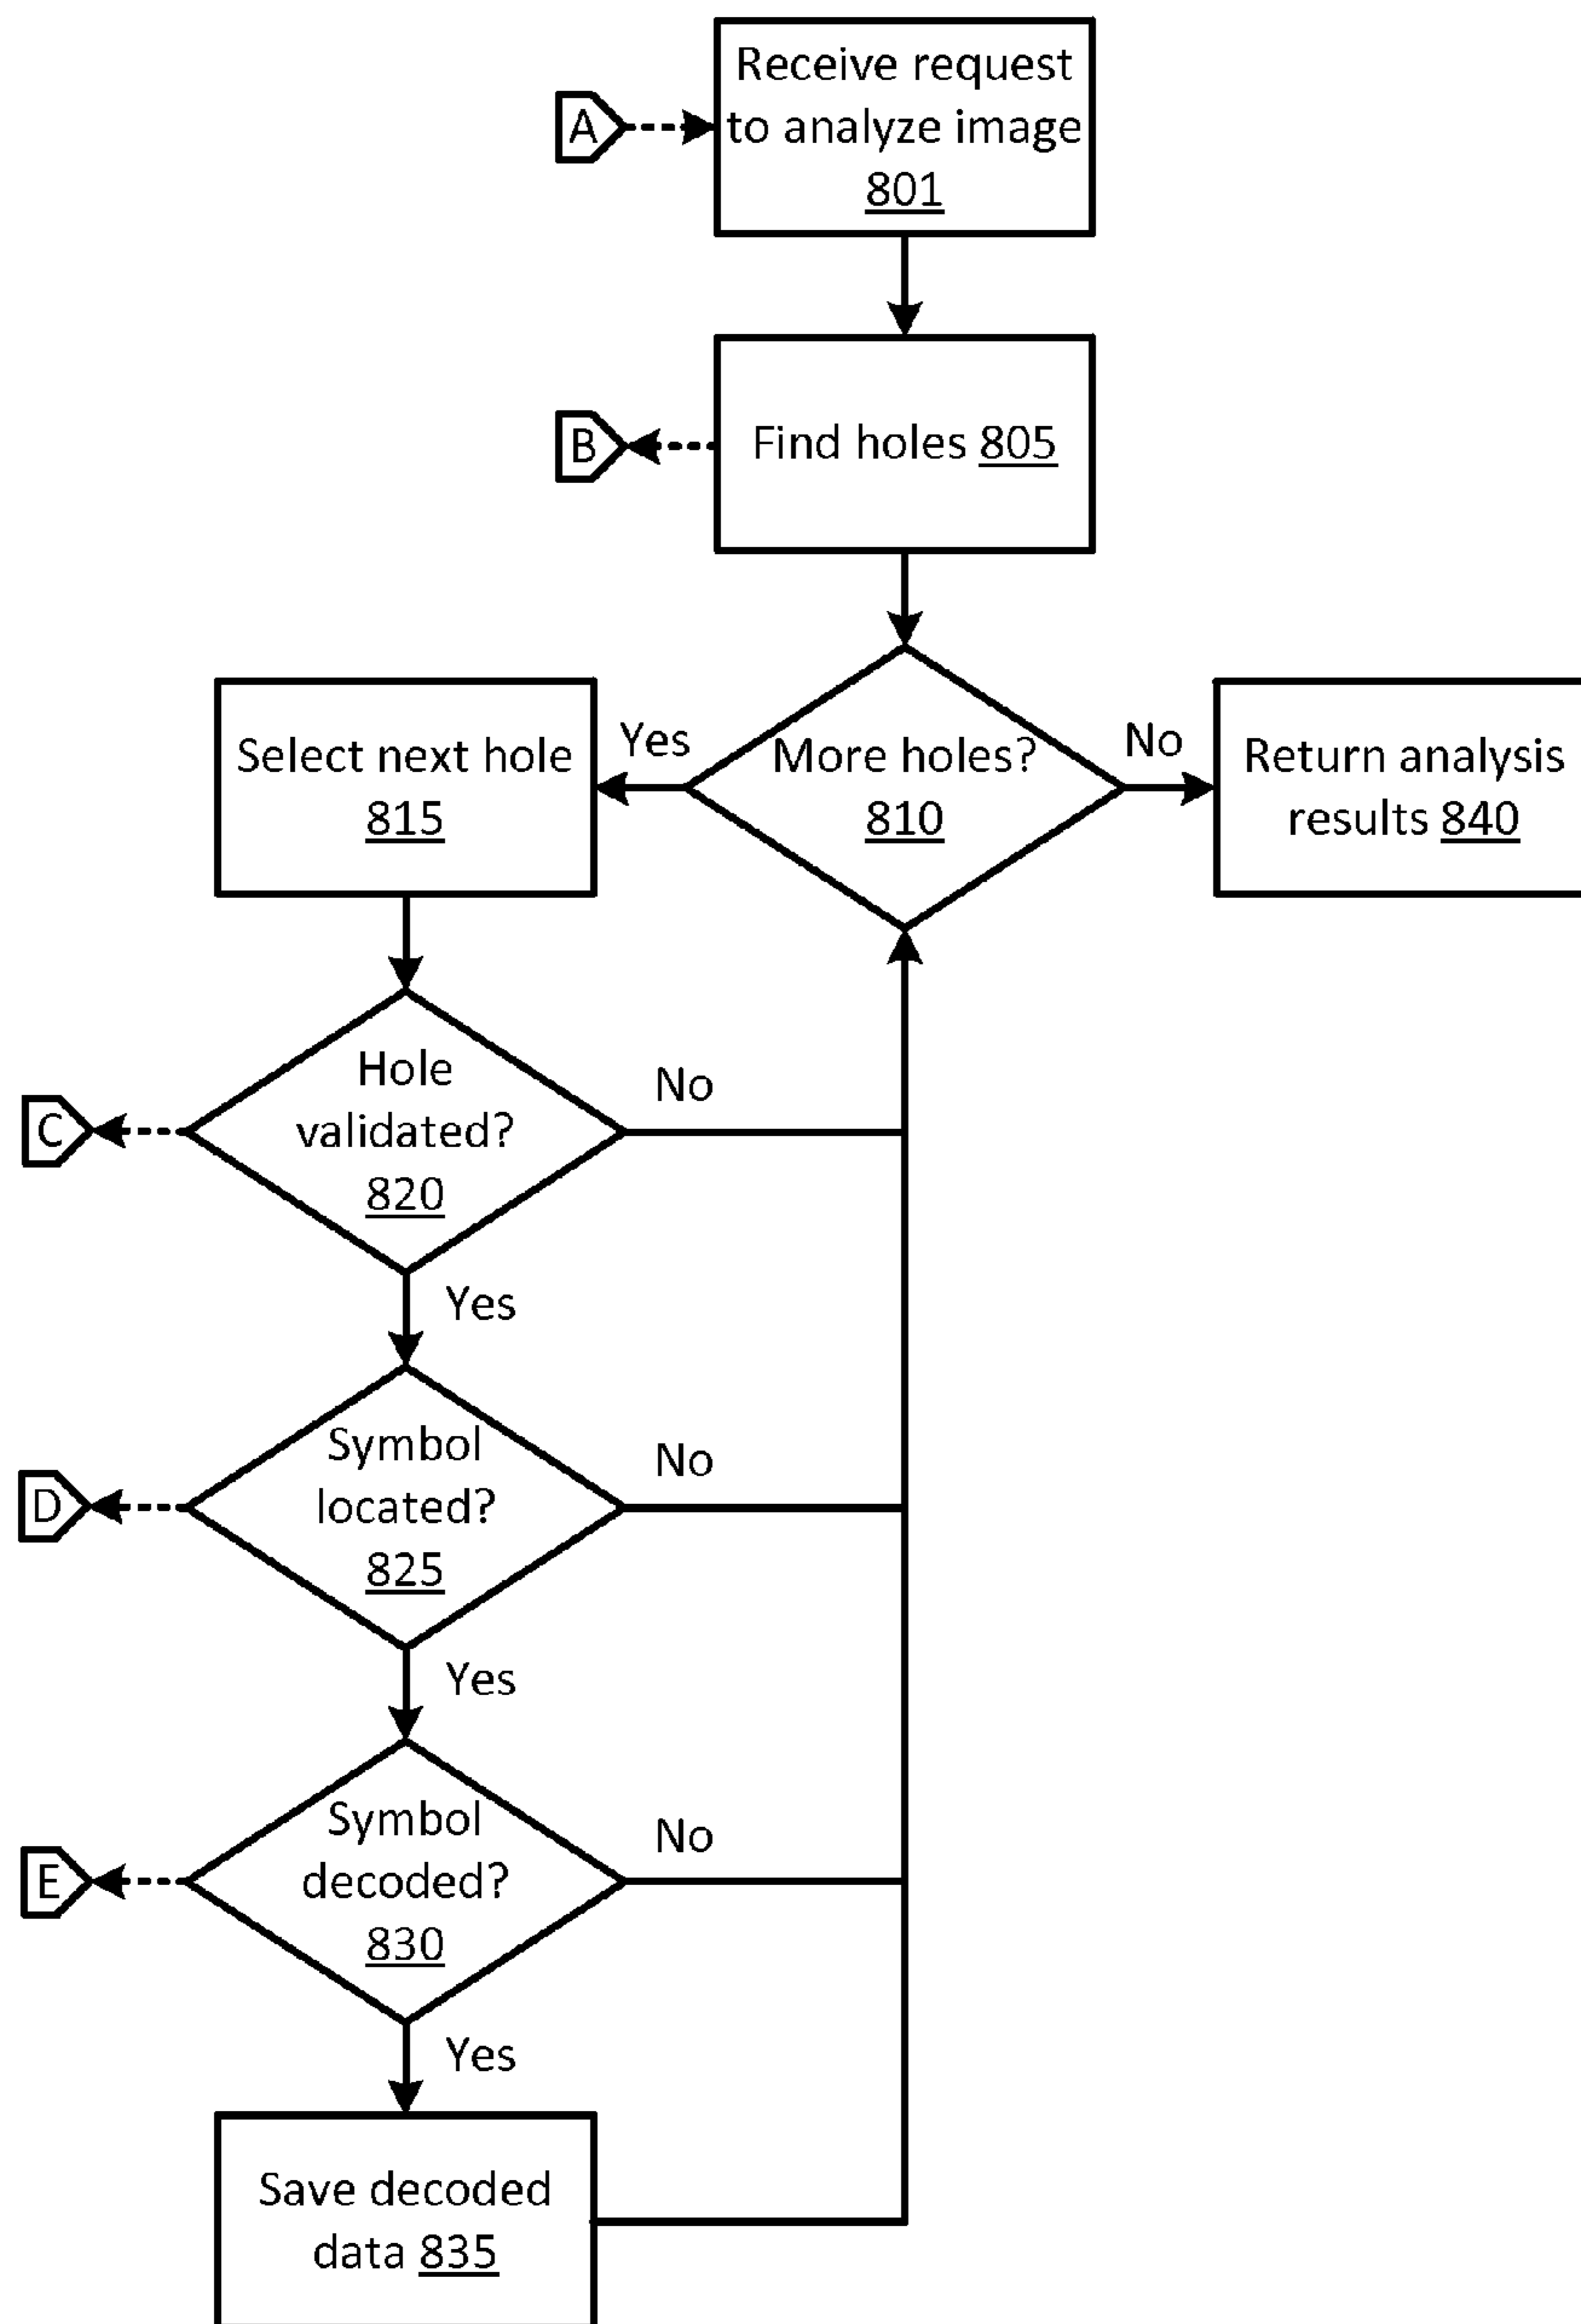 Receive request
A
to analyze image
801
B
Find holes 805
Select next hole
815
Yes
More holes?
810
No
Return analysis
results 840
Hole
validated?
820
C
No
Yes
Symbol
located?
825
D
No
Yes
Symbol
decoded?
830
E
No
Yes
Save decoded
data 835